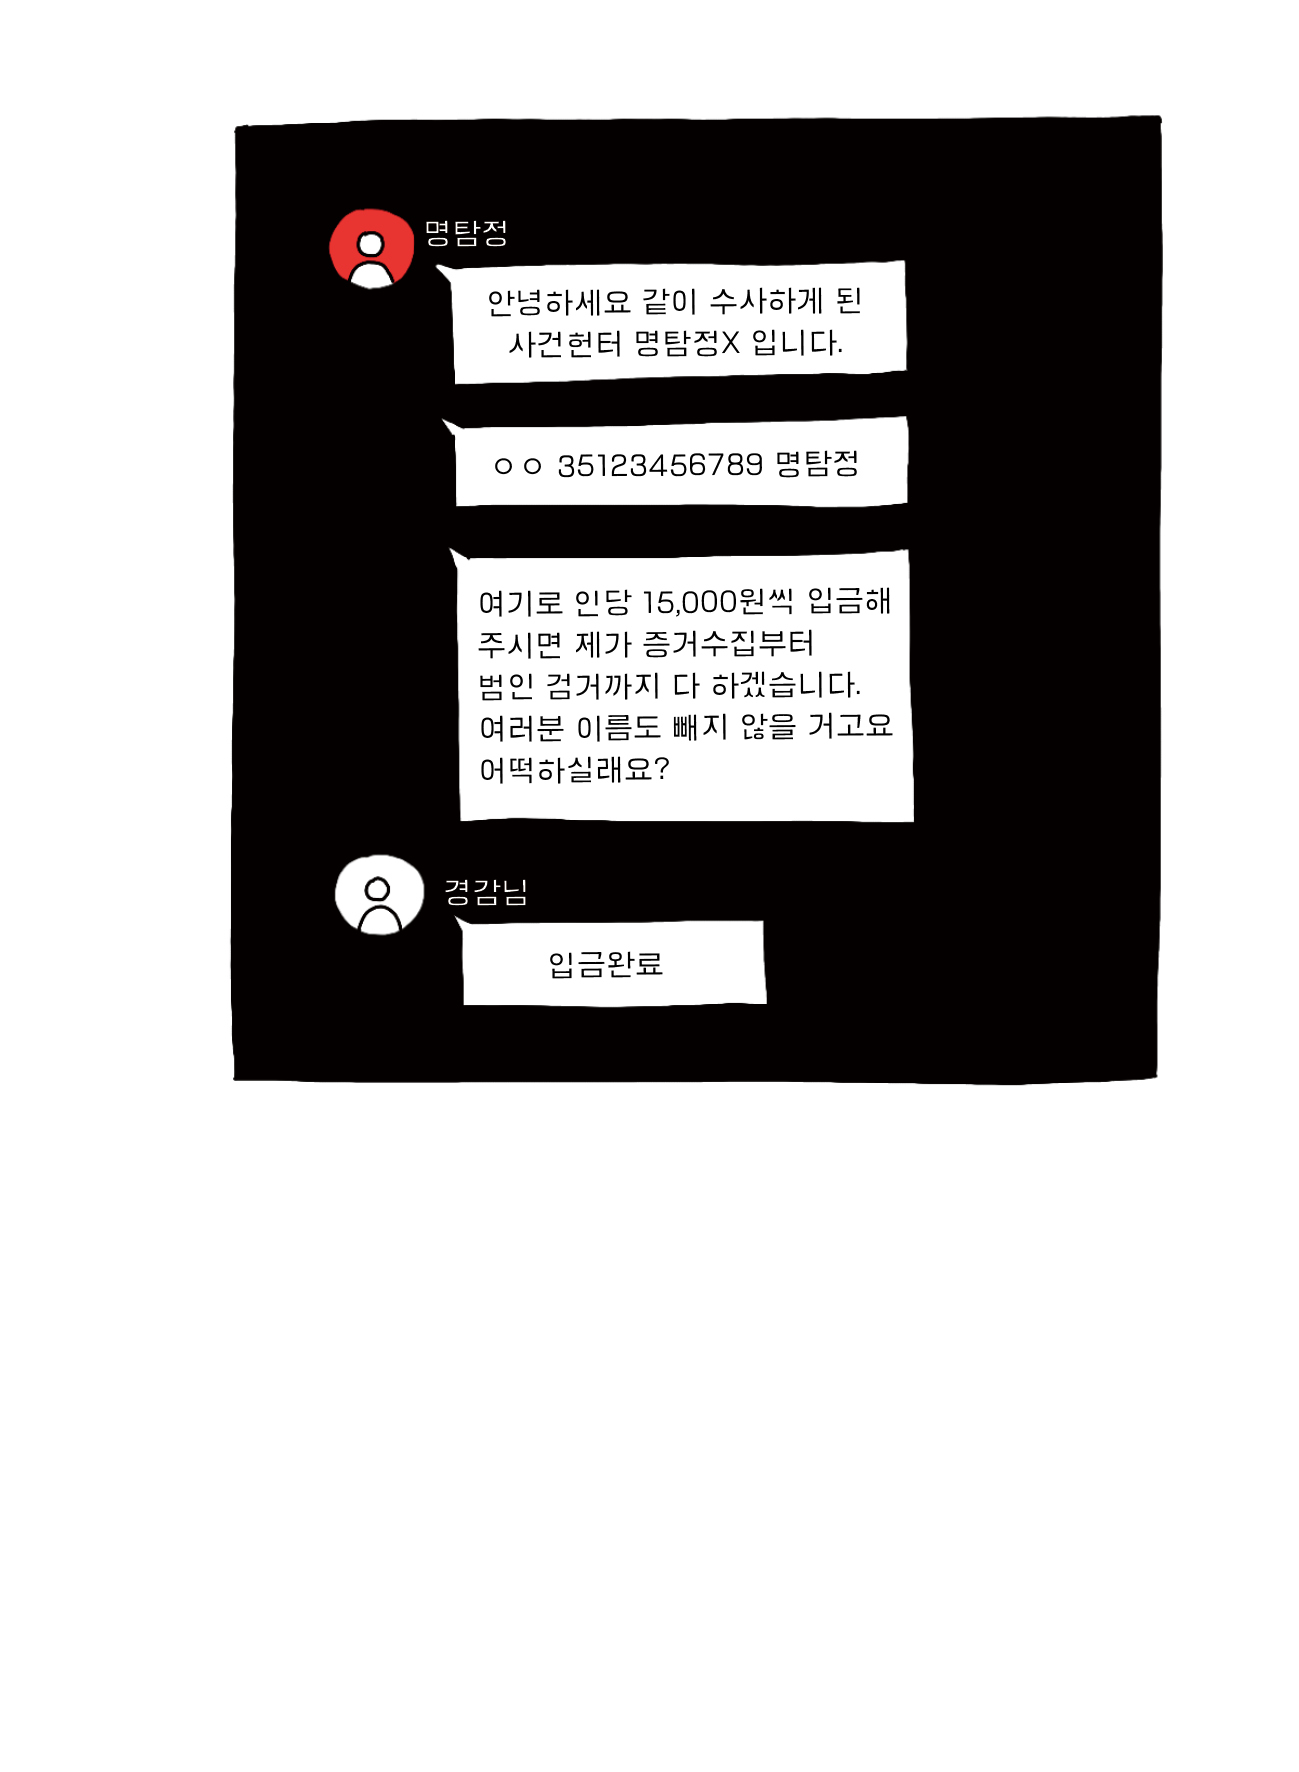 명탐정
안녕하세요 같이 수사하게 된
사건헌터 명탐정X 입니다.
ㅇㅇ 35123456789 명탐정
여기로 인당 15,000원씩 입금해
주시면 제가 증거수집부터
범인 검거까지 다 하겠습니다.
여러분 이름도 빼지 않을 거고요
어떡하실래요?
경감님
입금완료